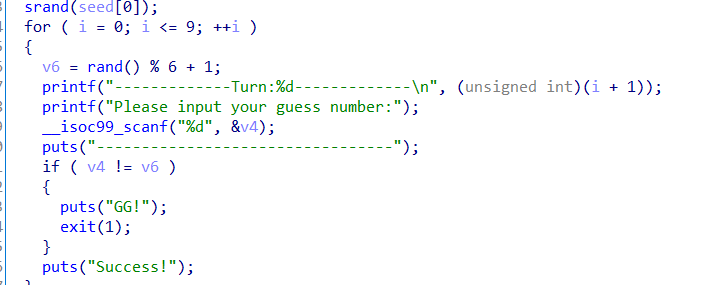 srand(seed[0]);
for ( i = 0; i <= 9; ++i )
{
v6 = rand() % 6 + 1;
printf("-------------Turn:%d-------------\n", (unsigned int)(i + 1));
printf("Please input your guess number:");
__isoc99_scanf("%d", &v4);
puts("---------------------------------");
if ( v4 != v6 )
{
puts("GG!");
exit(1);
}
puts("Success!");